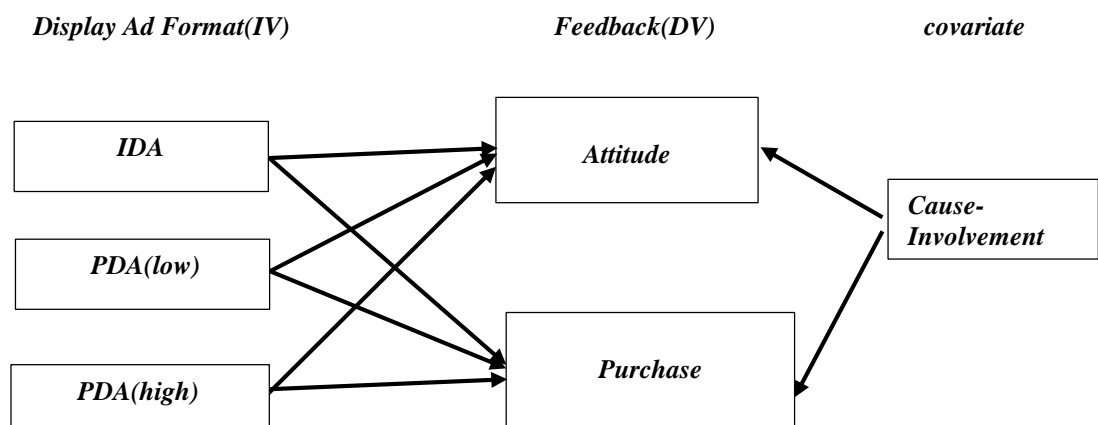 Display Ad Format(IV) Feedback(DV) covariate
IDA
Attitude
Cause-
Involvement
PDA(low)
Purchase
PDA(high)